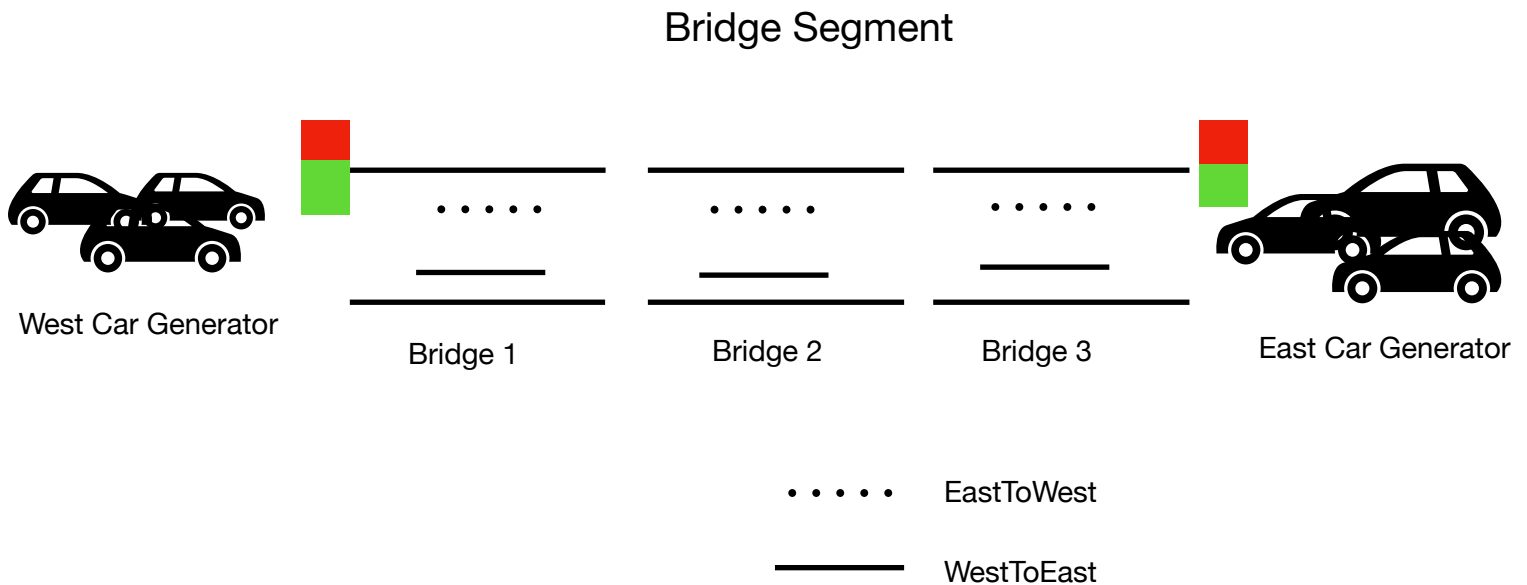 Bridge Segment
West Car Generator
Bridge 1
Bridge 2
Bridge 3
East Car Generator
EastToWest
WestToEast